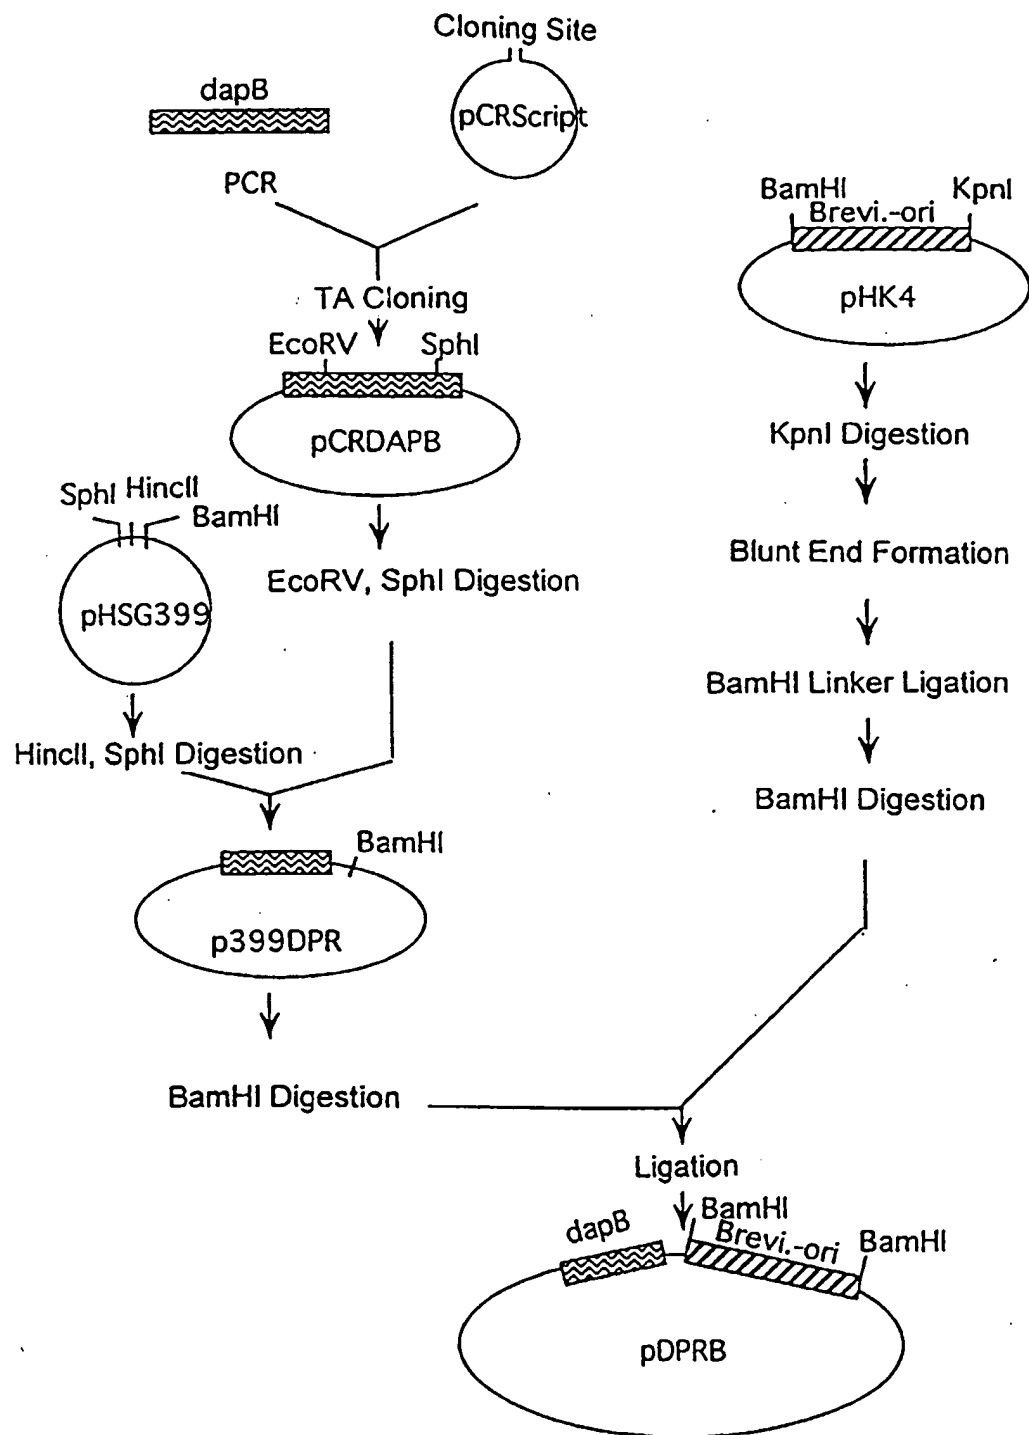 Cloning Site
dapB
pCRScript
PCR
BamHI
KpnI
Brevi.-ori
pHK4
TA Cloning
EcoRV
SphI
pCRDAPB
KpnI Digestion
SphI
HincII
BamHI
pHSG399
EcoRV, SphI Digestion
Blunt End Formation
BamHI Linker Ligation
HincII, SphI Digestion
BamHI Digestion
BamHI
p399DPR
BamHI Digestion
Ligation
dapB
BamHI
Brevi.-ori
BamHI
pDPRB